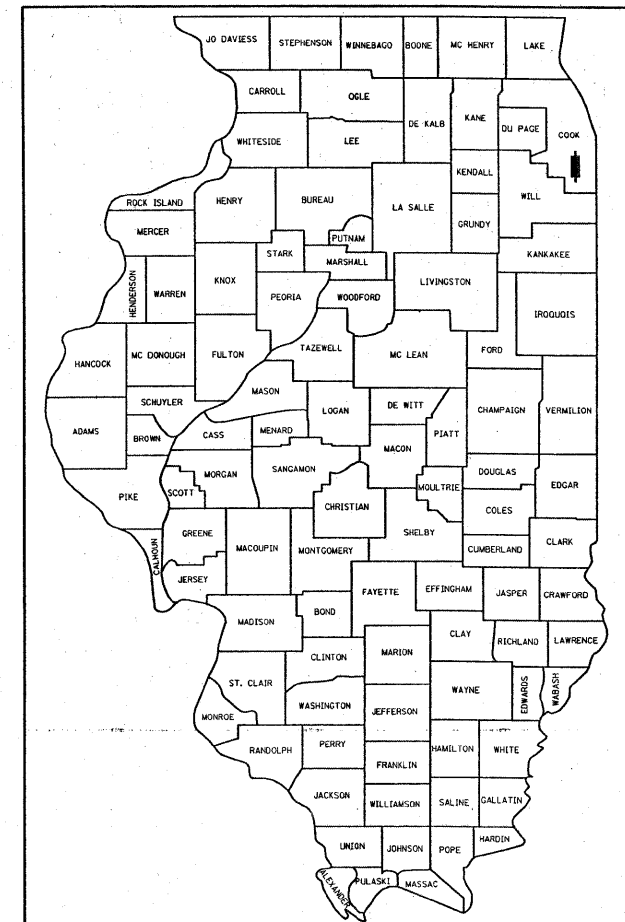 JO DAVIESS
STEPHENSON
WINNEBAGO
BOONE
MC HENRY
LAKE
CARROLL
OGLE
DE KALB
KANE
DU PAGE
COOK
WHITESIDE
LEE
KENDALL
WILL
ROCK ISLAND
HENRY
BUREAU
LA SALLE
GRUNDY
MERCER
PUTNAM
STARK
MARSHALL
KANKAKEE
HENDERSON
WARREN
KNOX
PEORIA
WOODFORD
LIVINGSTON
IROQUOIS
HANCOCK
MC DONOUGH
FULTON
TAZEWELL
MC LEAN
FORD
MASON
SCHUYLER
LOGAN
DE WITT
CHAMPAIGN
VERMILION
ADAMS
BROWN
CASS
MENARD
PIATT
MACON
PIKE
SCOTT
MORGAN
SANGAMON
DOUGLAS
EDGAR
MOULTRIE
CHRISTIAN
COLES
GREENE
CALHOUN
MACOUPIN
MONTGOMERY
SHELBY
CUMBERLAND
CLARK
JERSEY
FAYETTE
EFFINGHAM
JASPER
CRAWFORD
MADISON
BOND
CLAY
RICHLAND
LAWRENCE
CLINTON
MARION
ST. CLAIR
WAYNE
EDWARDS
WABASH
MONROE
WASHINGTON
JEFFERSON
RANDOLPH
PERRY
HAMILTON
WHITE
FRANKLIN
JACKSON
WILLIAMSON
SALINE
GALLATIN
UNION
JOHNSON
POPE
HARDIN
ALEXANDER
PULASKI
MASSAC